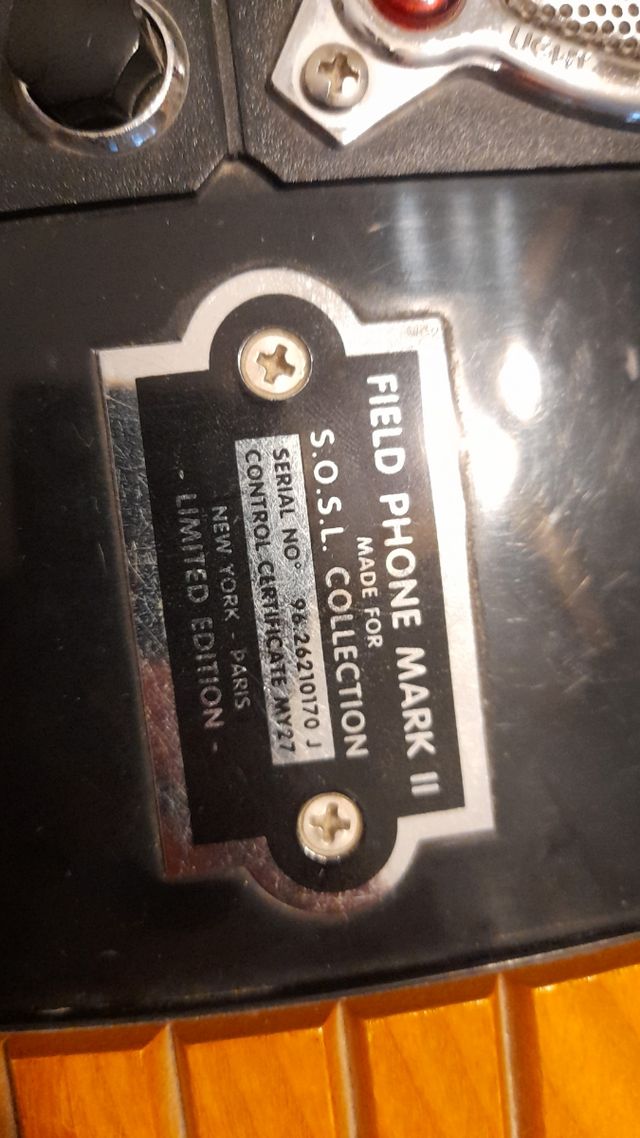 LIGHT
FIELD PHONE MARK II
MADE FOR
S.O.S.L. COLLECTION
SERIAL NO° 96 26210170 J
CONTROL CERTIFICATE MY27
NEW YORK - PARIS
- LIMITED EDITION -